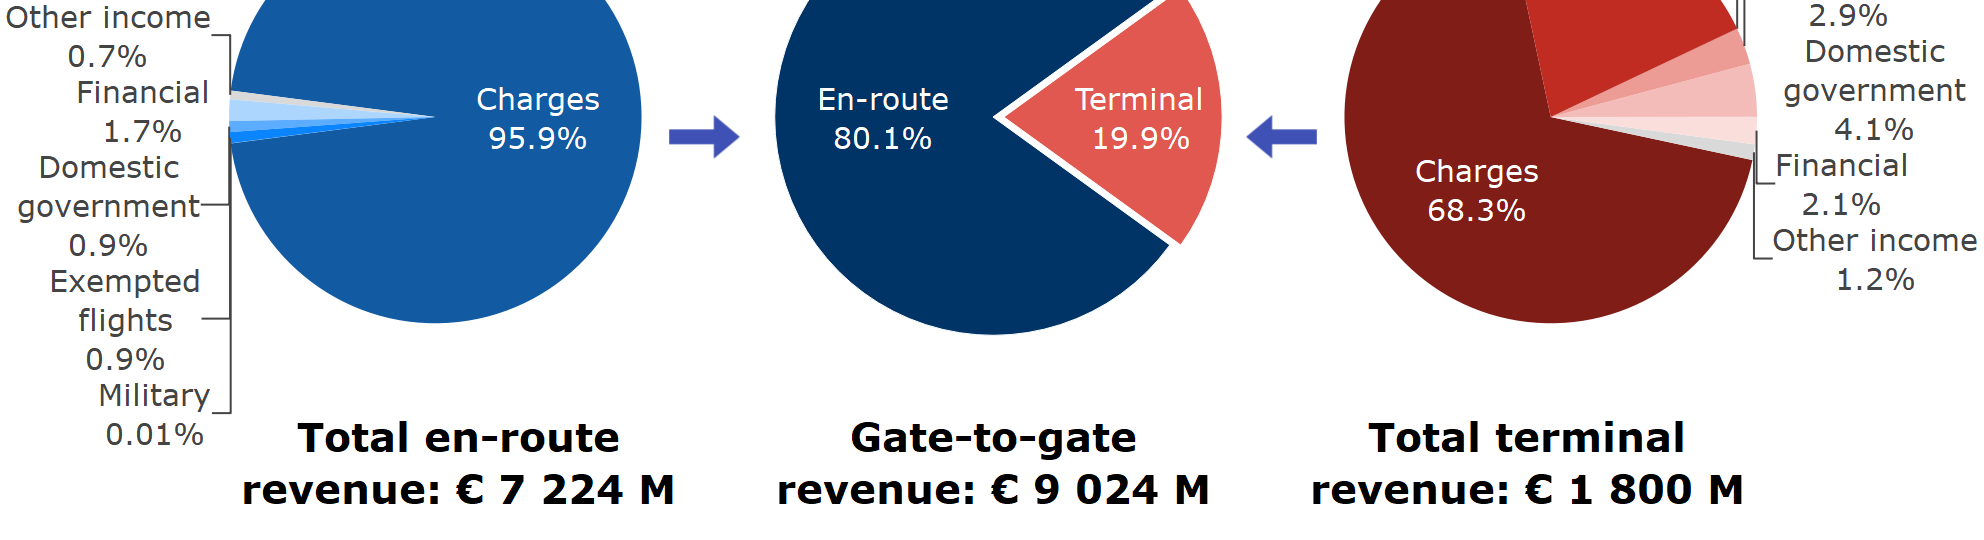 Other income
0.7%
Financial
1.7%
Domestic
government
0.9%
Exempted
flights
0.9%
Military
0.01%
Charges
95.9%
Total en-route
revenue: € 7 224 M
En-route
80.1%
Terminal
19.9%
Gate-to-gate
revenue: € 9 024 M
Charges
68.3%
2.9%
Domestic
government
4.1%
Financial
2.1%
Other income
1.2%
Total terminal
revenue: € 1 800 M